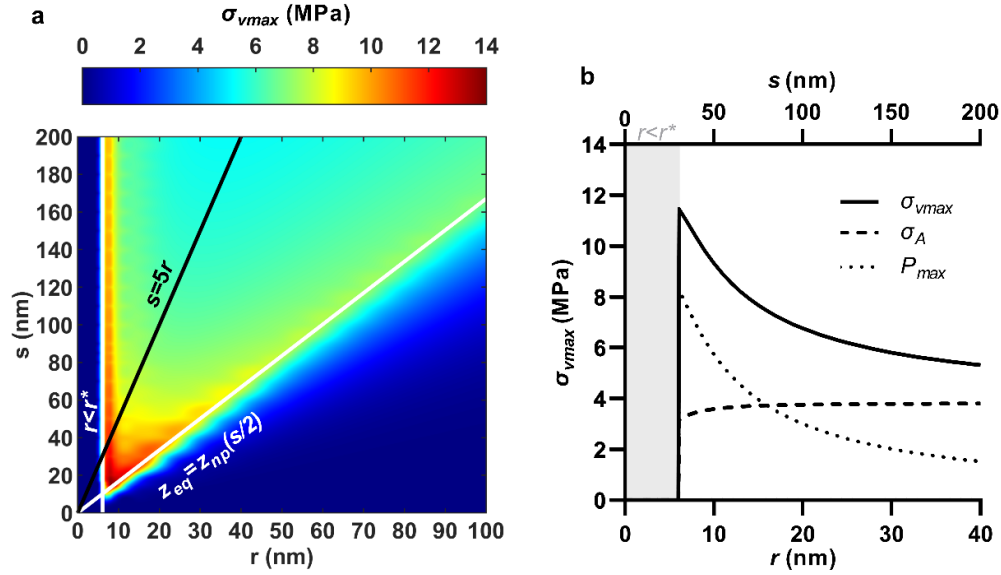 a
σvmax (MPa)
0 2 4 6 8 10 12 14
200
180
160
140
120
100
80
60
40
20
0
s (nm)
r<r*
s=5r
zeq=znp(s/2)
0 10 20 30 40 50 60 70 80 90 100
r (nm)
b
s (nm)
0 50 100 150 200
r<r*
14
12
10
8
6
4
2
0
σvmax (MPa)
σvmax
σA
Pmax
0 10 20 30 40
r (nm)